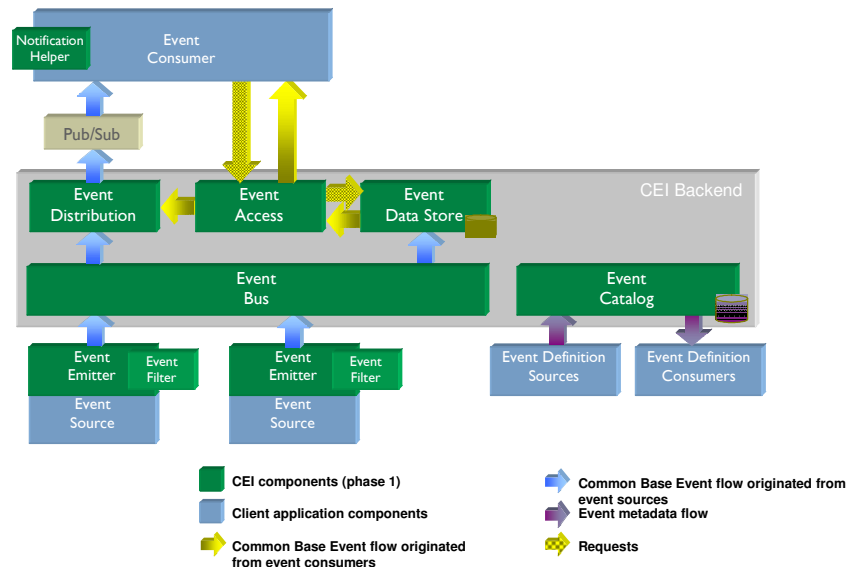 Notification
Helper
Event
Consumer
Pub/Sub
CEI Backend
Event
Distribution
Event
Access
Event
Data Store
Event
Bus
Event
Catalog
Event
Emitter
Event
Filter
Event
Source
Event
Emitter
Event
Filter
Event
Source
Event Definition
Sources
Event Definition
Consumers
CEI components (phase 1)
Client application components
Common Base Event flow originated
from event consumers
Common Base Event flow originated from
event sources
Event metadata flow
Requests